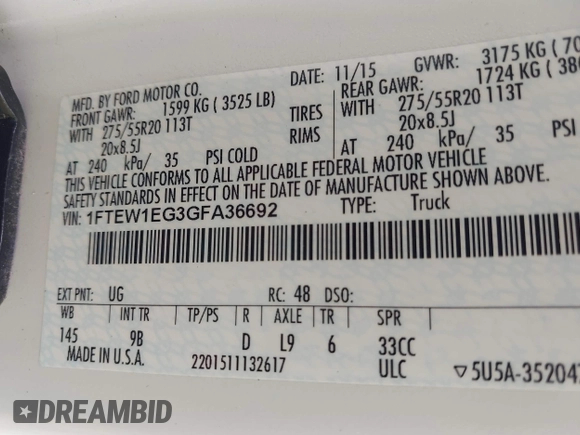 MFD. BY FORD MOTOR CO. DATE: 11/15 GVWR: 3175 KG
FRONT GAWR: 1599 KG ( 3525 LB) REAR GAWR: 1724 KG
WITH 275/55R20 113T TIRES WITH 275/55R20 113T
20x8.5J RIMS 20x8.5J
AT 240 kPa/ 35 PSI COLD AT 240 kPa/ 35 PSI
THIS VEHICLE CONFORMS TO ALL APPLICABLE FEDERAL MOTOR VEHICLE
SAFETY STANDARDS IN EFFECT ON THE DATE OF MANUFACTURE SHOWN ABOVE.
VIN: 1FTEW1EG3GFA36692 TYPE: Truck
EXT PNT: UG RC: 48 DSO:
WB INT TR TP/PS R AXLE TR SPR
145 9B D L9 6 33CC
MADE IN U.S.A. 2201511132617 ULC ▽5U5A-35204
DREAMBID